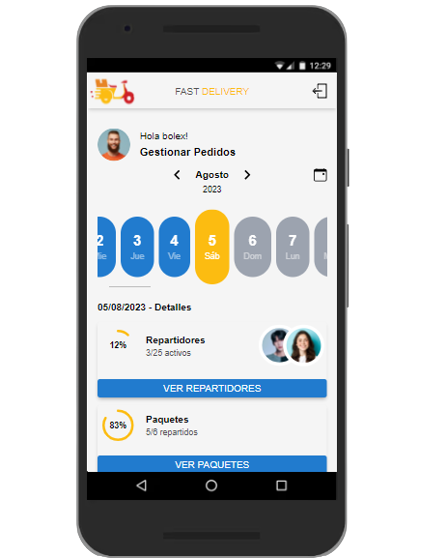 12:29
FAST DELIVERY
Hola bolex!
Gestionar Pedidos
Agosto
2023
2 3 4 5 6 7
Mie Jue Vie Sáb Dom Lun
05/08/2023 - Detalles
12%
Repartidores
3/25 activos
VER REPARTIDORES
83%
Paquetes
5/6 repartidos
VER PAQUETES